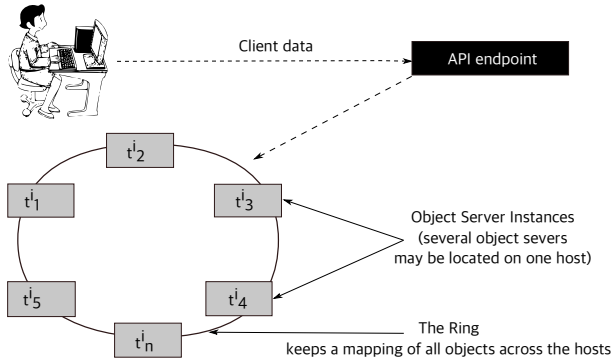 Client data
API endpoint
tⁱ₂
tⁱ₁
tⁱ₃
Object Server Instances
(several object severs
may be located on one host)
tⁱ₅
tⁱ₄
tⁱₙ
The Ring
keeps a mapping of all objects across the hosts